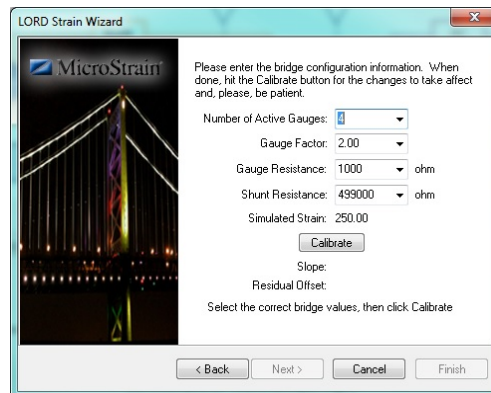 LORD Strain Wizard
MicroStrain
Please enter the bridge configuration information. When
done, hit the Calibrate button for the changes to take affect
and, please, be patient.
Number of Active Gauges: 4
Gauge Factor: 2.00
Gauge Resistance: 1000 ohm
Shunt Resistance: 499000 ohm
Simulated Strain: 250.00
Calibrate
Slope:
Residual Offset:
Select the correct bridge values, then click Calibrate
< Back Next > Cancel Finish